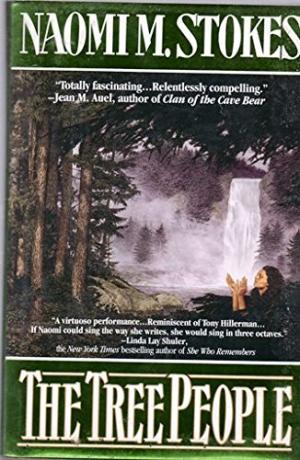 NAOMI M. STOKES
"Totally fascinating...Relentlessly compelling."
–Jean M. Auel, author of Clan of the Cave Bear
"A virtuoso performance...Reminiscent of Tony Hillerman...
If Naomi could sing the way she writes, she would sing in three octaves."
–Linda Lay Shuler,
the New York Times bestselling author of She Who Remembers
THE TREE PEOPLE